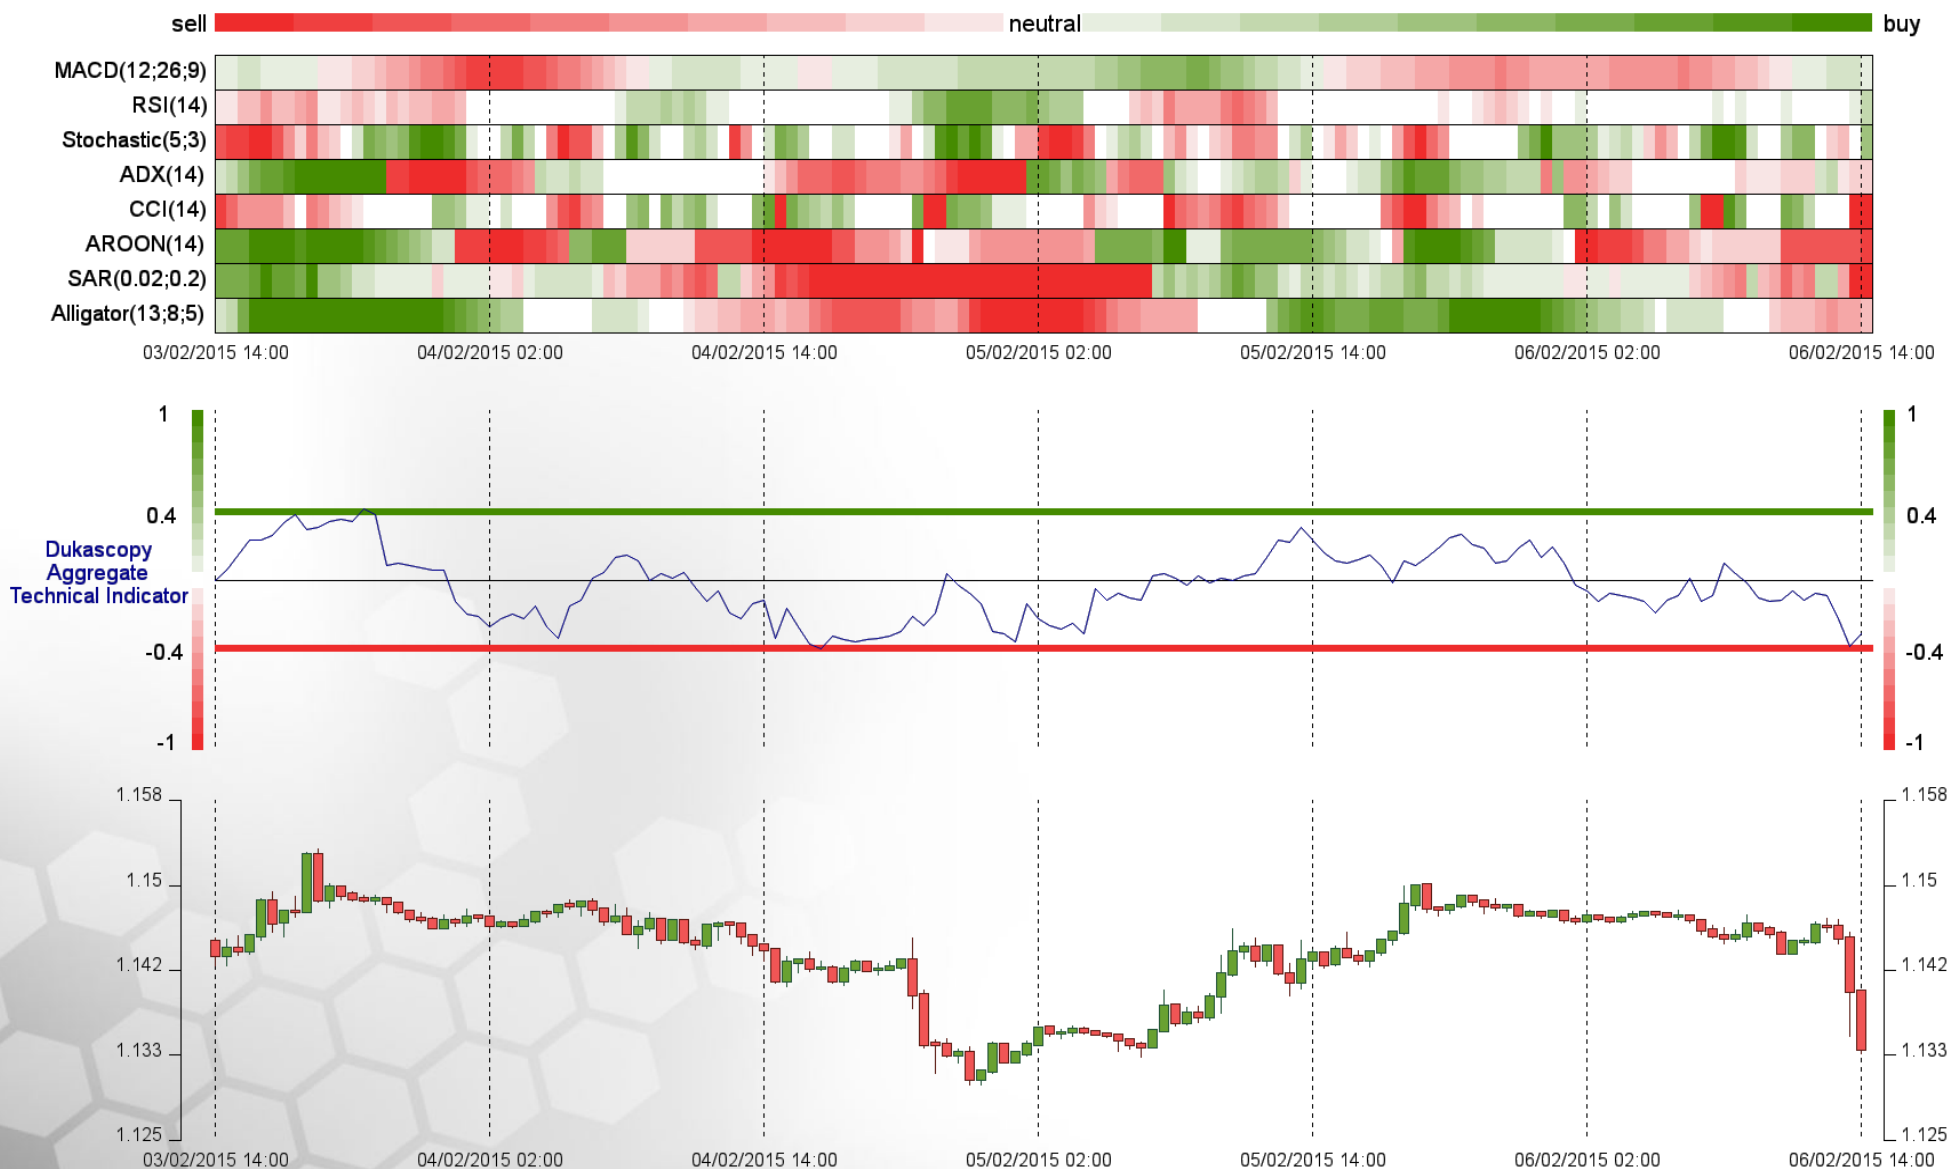 sell neutral buy
MACD(12;26;9)
RSI(14)
Stochastic(5;3)
ADX(14)
CCI(14)
AROON(14)
SAR(0.02;0.2)
Alligator(13;8;5)
03/02/2015 14:00 04/02/2015 02:00 04/02/2015 14:00 05/02/2015 02:00 05/02/2015 14:00 06/02/2015 02:00 06/02/2015 14:00
1 1
0.4 0.4
Dukascopy
Aggregate
Technical Indicator
-0.4 -0.4
-1 -1
1.158 1.158
1.15 1.15
1.142 1.142
1.133 1.133
1.125 1.125
03/02/2015 14:00 04/02/2015 02:00 04/02/2015 14:00 05/02/2015 02:00 05/02/2015 14:00 06/02/2015 02:00 06/02/2015 14:00